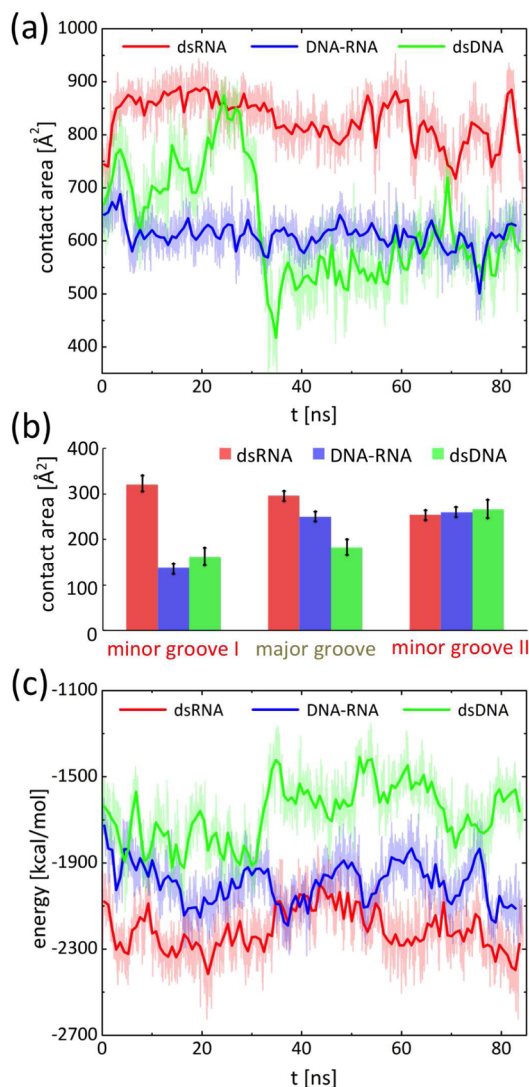 (a)
1000
900
800
700
600
500
400
contact area [Å²]
dsRNA DNA-RNA dsDNA
0 20 40 60 80
t [ns]
(b)
400
300
200
100
0
contact area [Å²]
dsRNA DNA-RNA dsDNA
minor groove I major groove minor groove II
(c)
-1100
-1500
-1900
-2300
-2700
energy [kcal/mol]
dsRNA DNA-RNA dsDNA
0 20 40 60 80
t [ns]